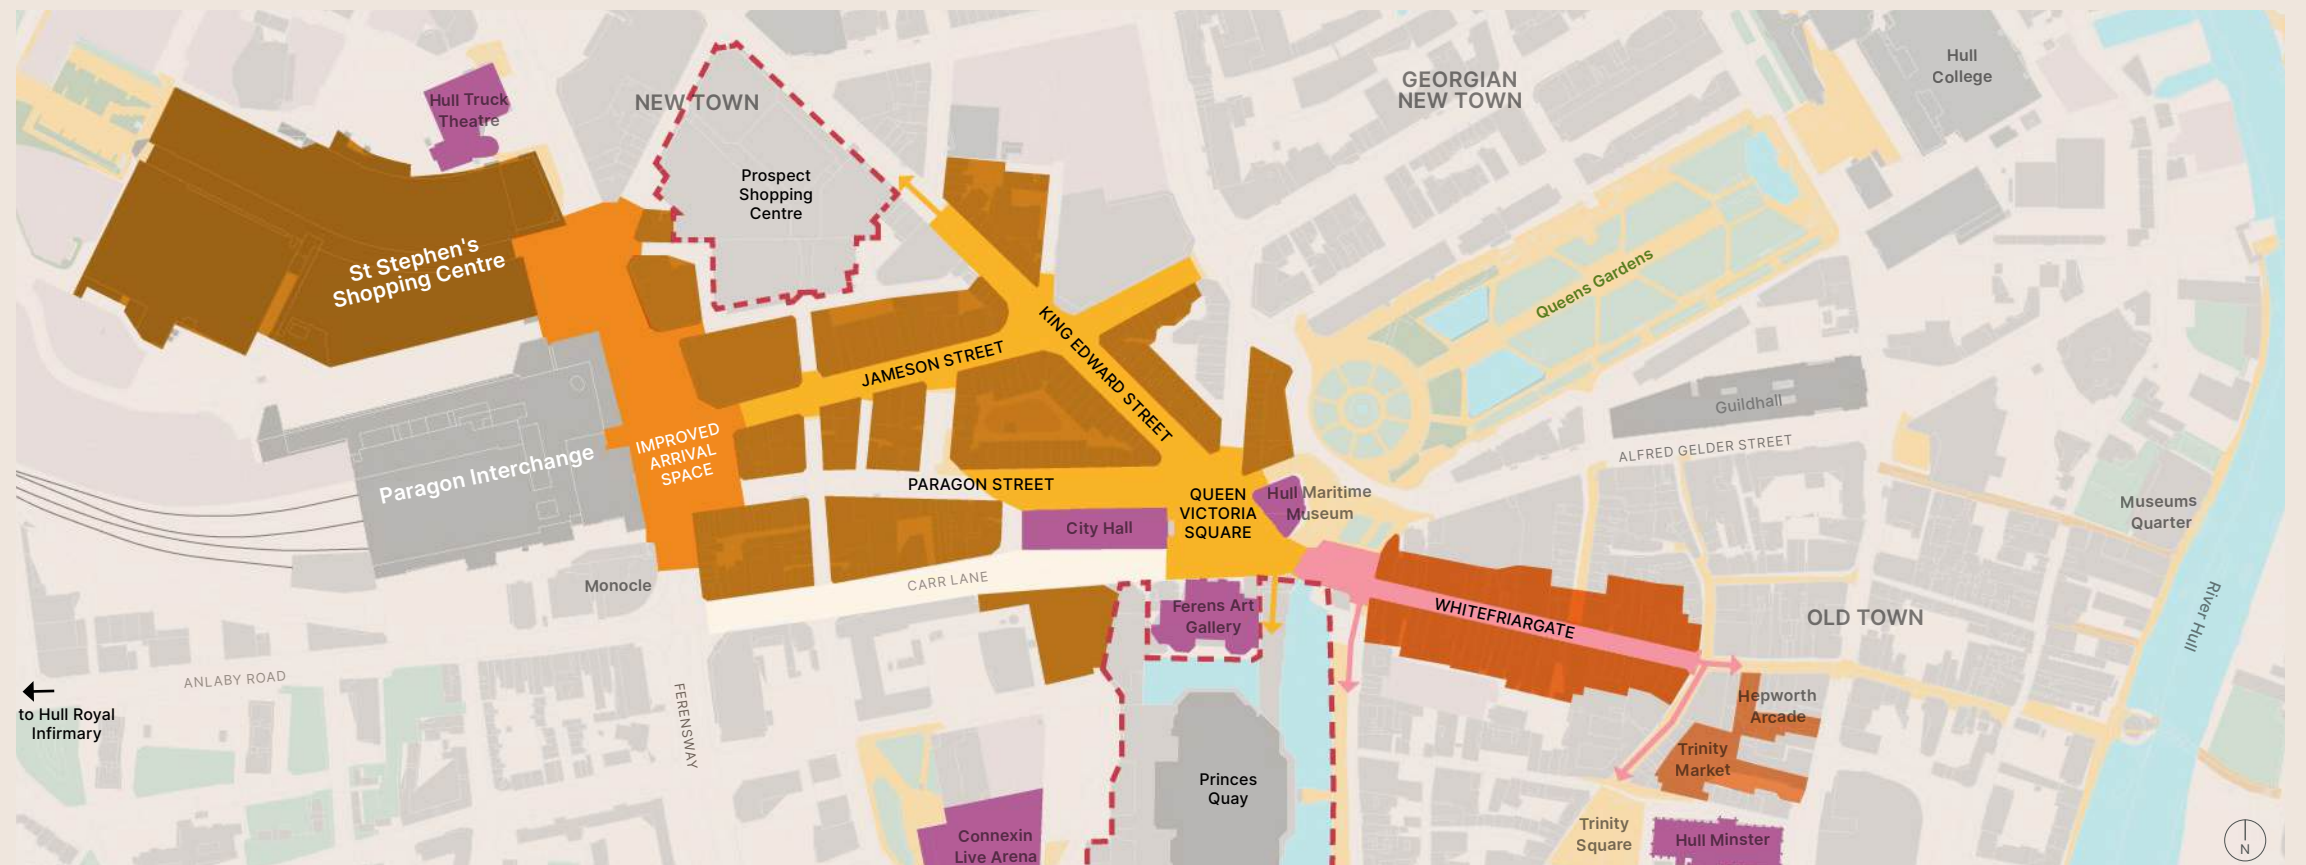 Hull
College
GEORGIAN
NEW TOWN
Hull Truck
Theatre
NEW TOWN
Prospect
Shopping
Centre
St Stephen's
Shopping Centre
Queens Gardens
KING EDWARD STREET
JAMESON STREET
Guildhall
ALFRED GELDER STREET
IMPROVED
ARRIVAL
SPACE
Paragon Interchange
PARAGON STREET
QUEEN
VICTORIA
SQUARE
Hull Maritime
Museum
Museums
Quarter
City Hall
Monocle
CARR LANE
Ferens Art
Gallery
WHITEFRIARGATE
OLD TOWN
River Hull
ANLABY ROAD
to Hull Royal
Infirmary
FERENSWAY
Hepworth
Arcade
Trinity
Market
Princes
Quay
Connexin
Live Arena
Trinity
Square
Hull Minster
N